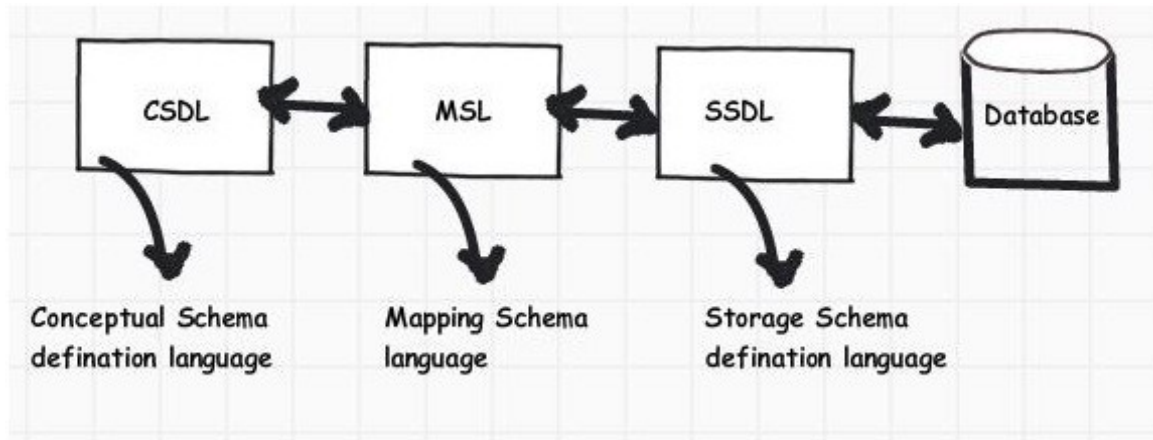 CSDL
MSL
SSDL
Database
Conceptual Schema
defination language
Mapping Schema
language
Storage Schema
defination language